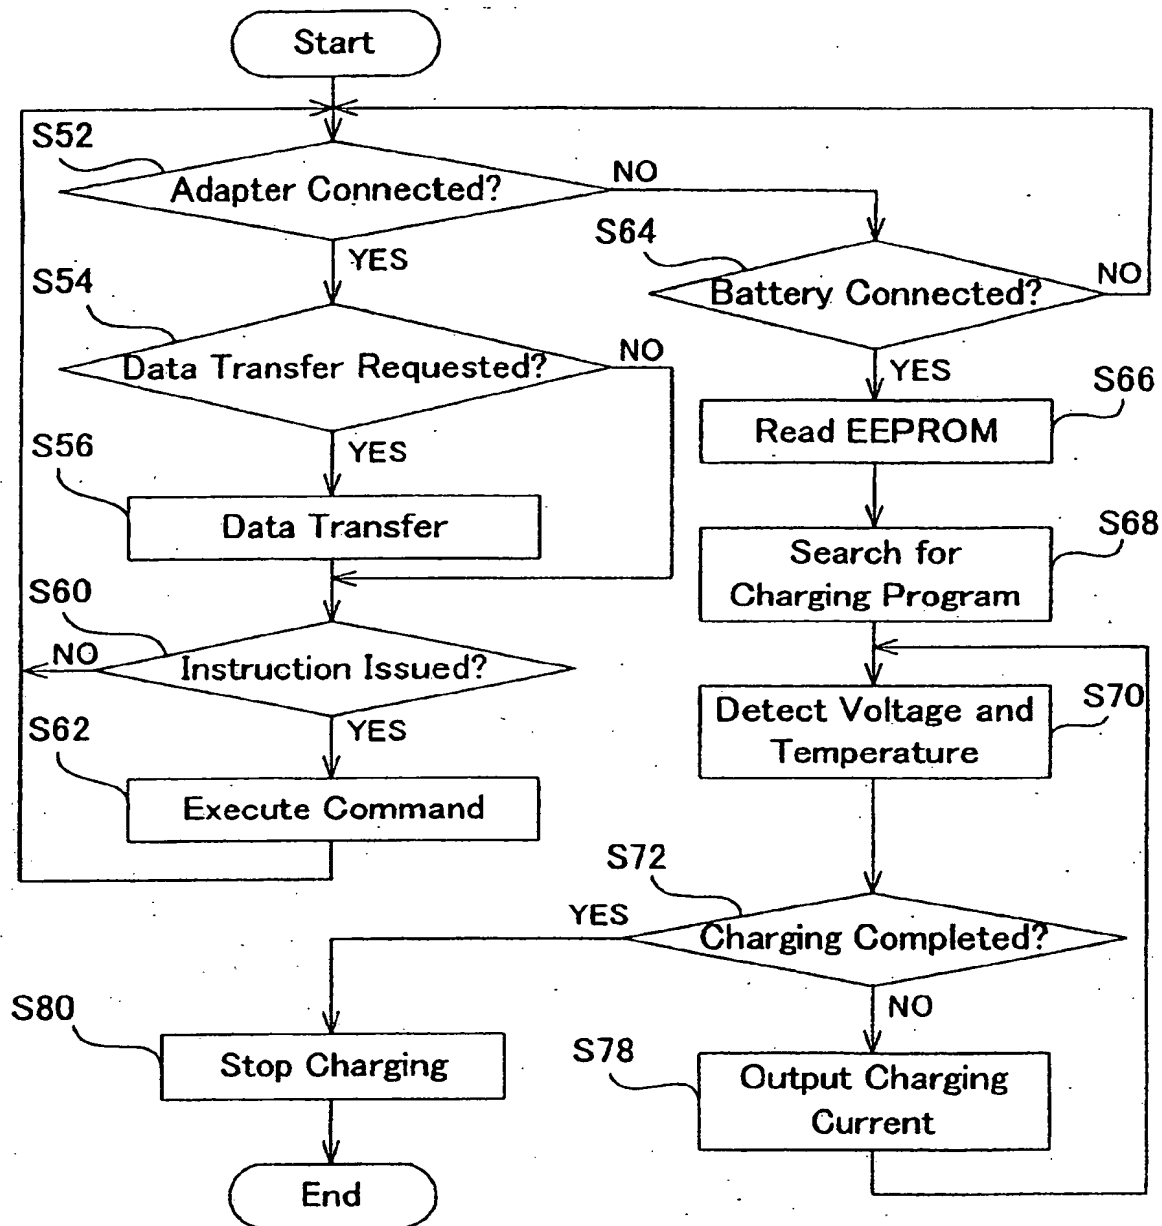 Start
S52
Adapter Connected?
NO
YES
S64
Battery Connected?
NO
YES
S54
Data Transfer Requested?
NO
YES
S66
Read EEPROM
S56
Data Transfer
S68
Search for
Charging Program
S60
NO
Instruction Issued?
YES
S70
Detect Voltage and
Temperature
S62
Execute Command
S72
YES
Charging Completed?
NO
S80
Stop Charging
S78
Output Charging
Current
End